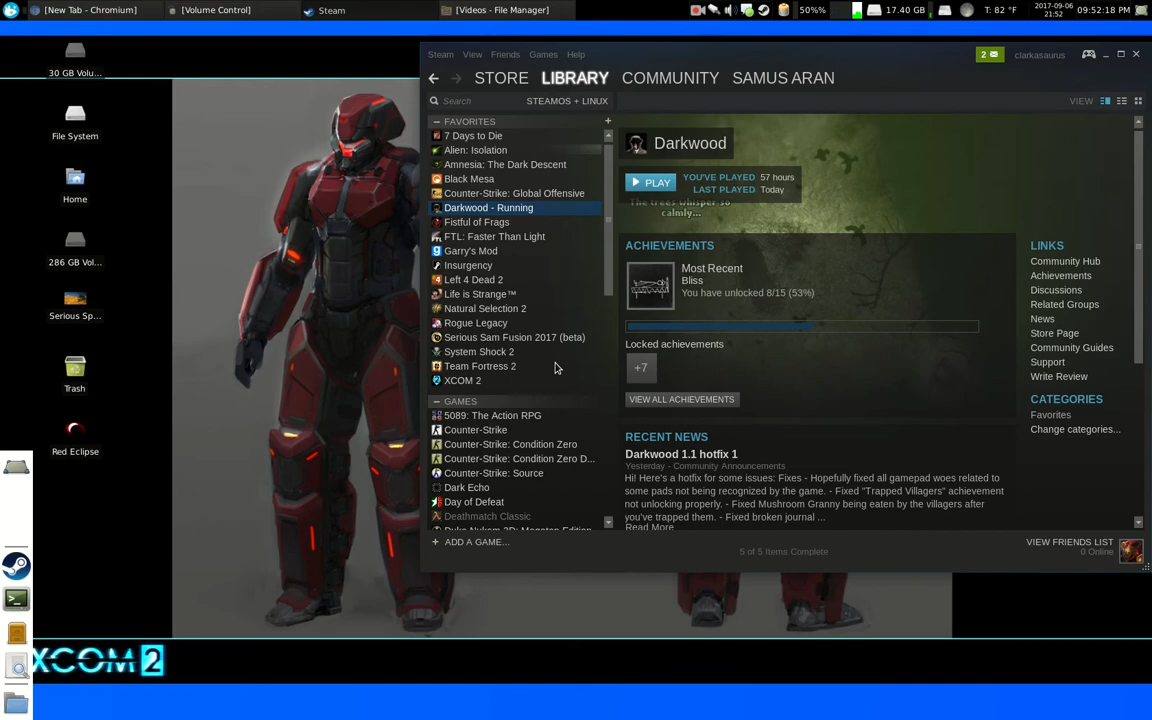 [New Tab - Chromium]
[Volume Control]
Steam
[Videos - File Manager]
50%
17.40 GB
T: 82 °F
2017-09-06
21:52
09:52:18 PM
30 GB Volu...
File System
Home
286 GB Vol...
Serious Sp...
Trash
Red Eclipse
XCOM 2
Steam View Friends Games Help
2
clarkasaurus
STORE LIBRARY COMMUNITY SAMUS ARAN
Search
STEAMOS + LINUX
VIEW
FAVORITES
7 Days to Die
Alien: Isolation
Amnesia: The Dark Descent
Black Mesa
Counter-Strike: Global Offensive
Darkwood - Running
Fistful of Frags
FTL: Faster Than Light
Garry's Mod
Insurgency
Left 4 Dead 2
Life is Strange™
Natural Selection 2
Rogue Legacy
Serious Sam Fusion 2017 (beta)
System Shock 2
Team Fortress 2
XCOM 2
GAMES
5089: The Action RPG
Counter-Strike
Counter-Strike: Condition Zero
Counter-Strike: Condition Zero D...
Counter-Strike: Source
Dark Echo
Day of Defeat
Deathmatch Classic
Duke Nukem 3D: Megaton Edition
+ ADD A GAME...
Darkwood
PLAY
YOU'VE PLAYED 57 hours
LAST PLAYED Today
The trees whisper so
calmly...
ACHIEVEMENTS
Most Recent
Bliss
You have unlocked 8/15 (53%)
Locked achievements
+7
VIEW ALL ACHIEVEMENTS
RECENT NEWS
Darkwood 1.1 hotfix 1
Yesterday - Community Announcements
Hi! Here's a hotfix for some issues: Fixes - Hopefully fixed all gamepad woes related to
some pads not being recognized by the game. - Fixed "Trapped Villagers" achievement
not unlocking properly. - Fixed Mushroom Granny being eaten by the villagers after
you've trapped them. - Fixed broken journal ...
Read More
LINKS
Community Hub
Achievements
Discussions
Related Groups
News
Store Page
Community Guides
Support
Write Review
CATEGORIES
Favorites
Change categories...
5 of 5 Items Complete
VIEW FRIENDS LIST
0 Online